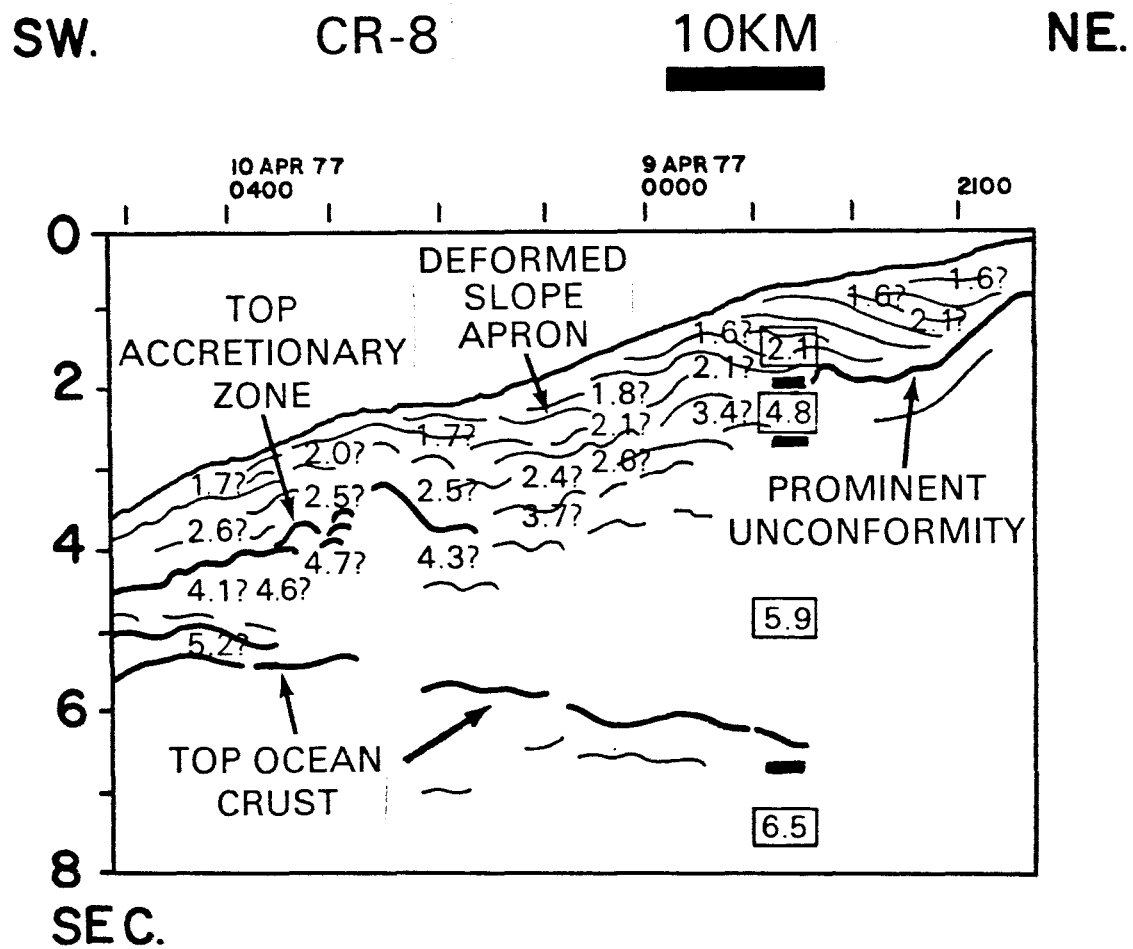 SW. CR-8 10KM NE.
10 APR 77 9 APR 77
0400 0000 2100
0
DEFORMED
SLOPE
APRON
TOP
ACCRETIONARY
ZONE
1.6?
1.6?
2.1?
1.6? 2.1
2.1?
2
1.8? 3.4? 4.8
1.7? 2.1?
2.0? 2.6?
1.7? 2.5? 2.5? 2.4?
2.6? 3.7?
PROMINENT
UNCONFORMITY
4
4.7? 4.3?
4.1? 4.6?
5.9
5.2?
6
TOP OCEAN
CRUST
6.5
8
SEC.